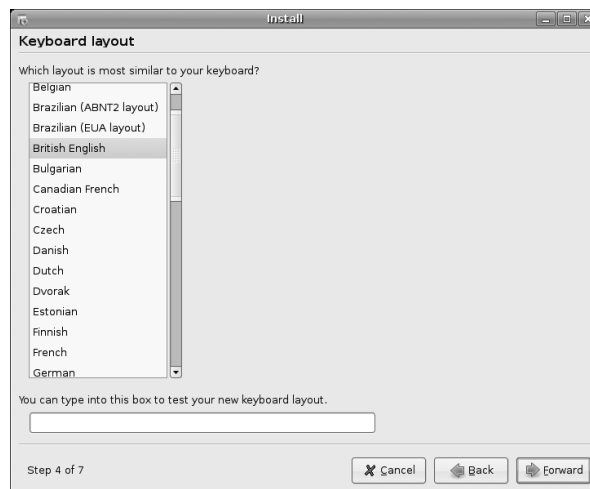 Install
Keyboard layout
Which layout is most similar to your keyboard?
Belgian
Brazilian (ABNT2 layout)
Brazilian (EUA layout)
British English
Bulgarian
Canadian French
Croatian
Czech
Danish
Dutch
Dvorak
Estonian
Finnish
French
German
You can type into this box to test your new keyboard layout.
Step 4 of 7
Cancel
Back
Forward